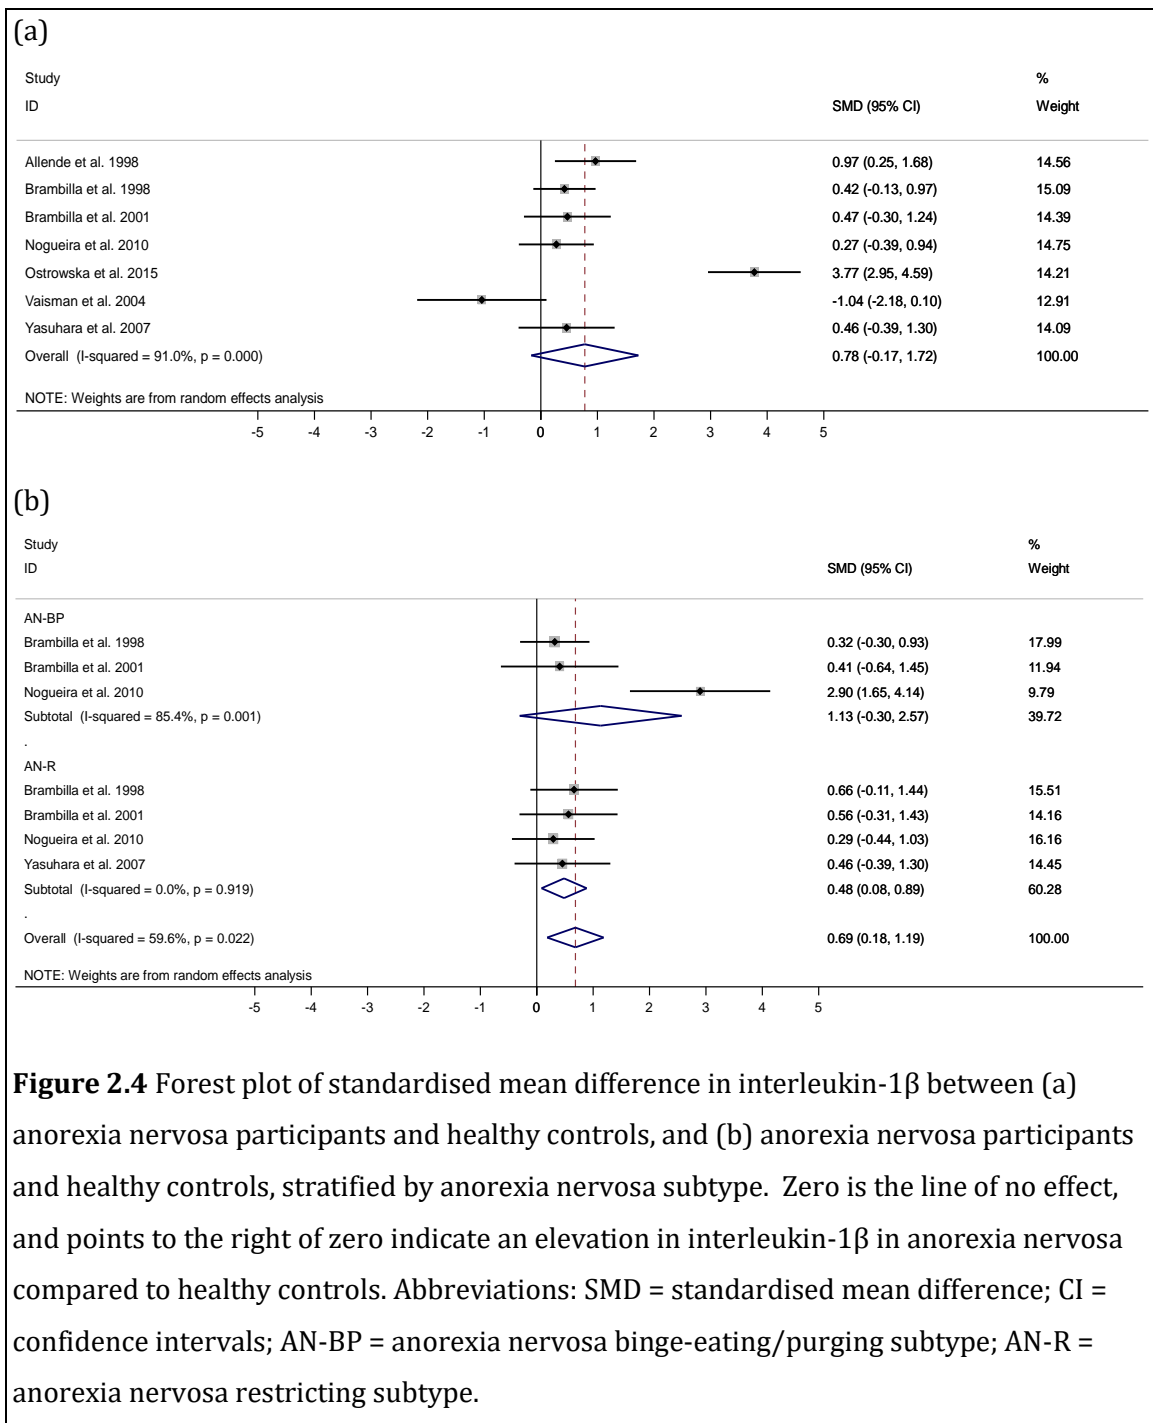 (a)
Study %
ID SMD (95% CI) Weight
Allende et al. 1998 0.97 (0.25, 1.68) 14.56
Brambilla et al. 1998 0.42 (-0.13, 0.97) 15.09
Brambilla et al. 2001 0.47 (-0.30, 1.24) 14.39
Nogueira et al. 2010 0.27 (-0.39, 0.94) 14.75
Ostrowska et al. 2015 3.77 (2.95, 4.59) 14.21
Vaisman et al. 2004 -1.04 (-2.18, 0.10) 12.91
Yasuhara et al. 2007 0.46 (-0.39, 1.30) 14.09
Overall (I-squared = 91.0%, p = 0.000) 0.78 (-0.17, 1.72) 100.00
NOTE: Weights are from random effects analysis
-5 -4 -3 -2 -1 0 1 2 3 4 5
(b)
Study %
ID SMD (95% CI) Weight
AN-BP
Brambilla et al. 1998 0.32 (-0.30, 0.93) 17.99
Brambilla et al. 2001 0.41 (-0.64, 1.45) 11.94
Nogueira et al. 2010 2.90 (1.65, 4.14) 9.79
Subtotal (I-squared = 85.4%, p = 0.001) 1.13 (-0.30, 2.57) 39.72
.
AN-R
Brambilla et al. 1998 0.66 (-0.11, 1.44) 15.51
Brambilla et al. 2001 0.56 (-0.31, 1.43) 14.16
Nogueira et al. 2010 0.29 (-0.44, 1.03) 16.16
Yasuhara et al. 2007 0.46 (-0.39, 1.30) 14.45
Subtotal (I-squared = 0.0%, p = 0.919) 0.48 (0.08, 0.89) 60.28
.
Overall (I-squared = 59.6%, p = 0.022) 0.69 (0.18, 1.19) 100.00
NOTE: Weights are from random effects analysis
-5 -4 -3 -2 -1 0 1 2 3 4 5
Figure 2.4 Forest plot of standardised mean difference in interleukin-1β between (a)
anorexia nervosa participants and healthy controls, and (b) anorexia nervosa participants
and healthy controls, stratified by anorexia nervosa subtype. Zero is the line of no effect,
and points to the right of zero indicate an elevation in interleukin-1β in anorexia nervosa
compared to healthy controls. Abbreviations: SMD = standardised mean difference; CI =
confidence intervals; AN-BP = anorexia nervosa binge-eating/purging subtype; AN-R =
anorexia nervosa restricting subtype.